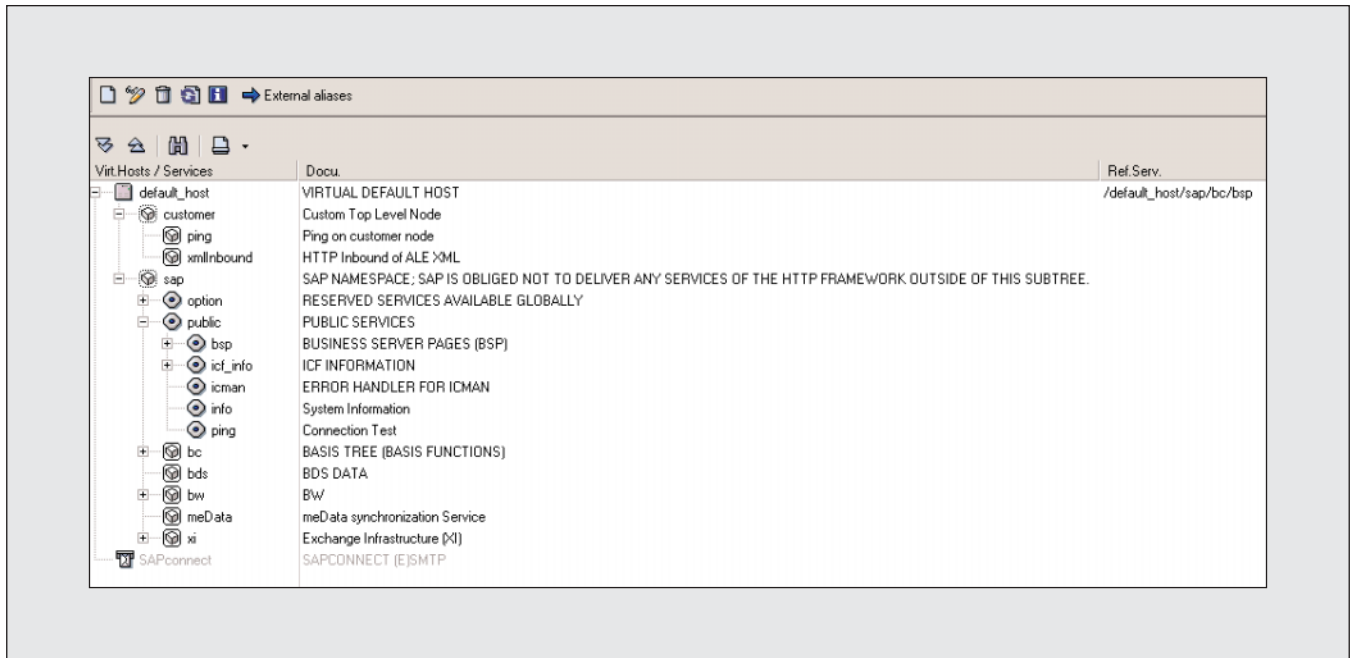 External aliases
Virt.Hosts / Services Docu. Ref.Serv.
default_host VIRTUAL DEFAULT HOST /default_host/sap/bc/bsp
customer Custom Top Level Node
ping Ping on customer node
xmlInbound HTTP Inbound of ALE XML
sap SAP NAMESPACE; SAP IS OBLIGED NOT TO DELIVER ANY SERVICES OF THE HTTP FRAMEWORK OUTSIDE OF THIS SUBTREE.
option RESERVED SERVICES AVAILABLE GLOBALLY
public PUBLIC SERVICES
bsp BUSINESS SERVER PAGES (BSP)
icf_info ICF INFORMATION
icman ERROR HANDLER FOR ICMAN
info System Information
ping Connection Test
bc BASIS TREE (BASIS FUNCTIONS)
bds BDS DATA
bw BW
meData meData synchronization Service
xi Exchange Infrastructure (XI)
SAPconnect SAPCONNECT (E)SMTP